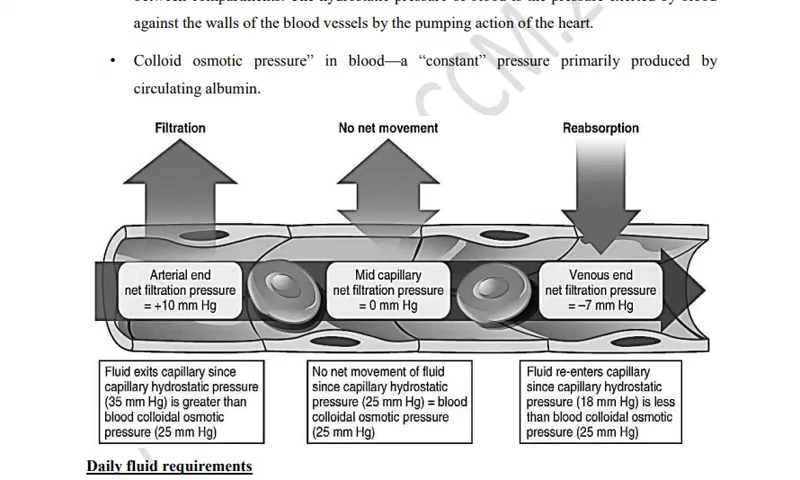 against the walls of the blood vessels by the pumping action of the heart.
• Colloid osmotic pressure” in blood—a “constant” pressure primarily produced by
circulating albumin.
Filtration
No net movement
Reabsorption
Arterial end
net filtration pressure
= +10 mm Hg
Mid capillary
net filtration pressure
= 0 mm Hg
Venous end
net filtration pressure
= –7 mm Hg
Fluid exits capillary since
capillary hydrostatic pressure
(35 mm Hg) is greater than
blood colloidal osmotic
pressure (25 mm Hg)
No net movement of fluid
since capillary hydrostatic
pressure (25 mm Hg) = blood
colloidal osmotic pressure
(25 mm Hg)
Fluid re-enters capillary
since capillary hydrostatic
pressure (18 mm Hg) is less
than blood colloidal osmotic
pressure (25 mm Hg)
Daily fluid requirements